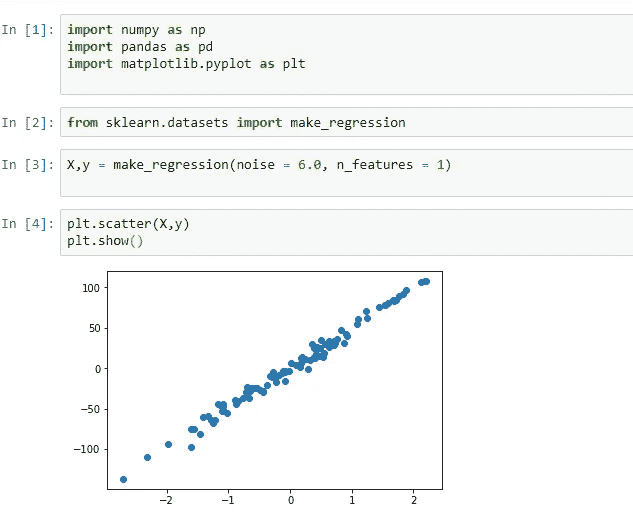 In [1]: import numpy as np
import pandas as pd
import matplotlib.pyplot as plt
In [2]: from sklearn.datasets import make_regression
In [3]: X,y = make_regression(noise = 6.0, n_features = 1)
In [4]: plt.scatter(X,y)
plt.show()
100
50
0
−50
−100
−2 −1 0 1 2